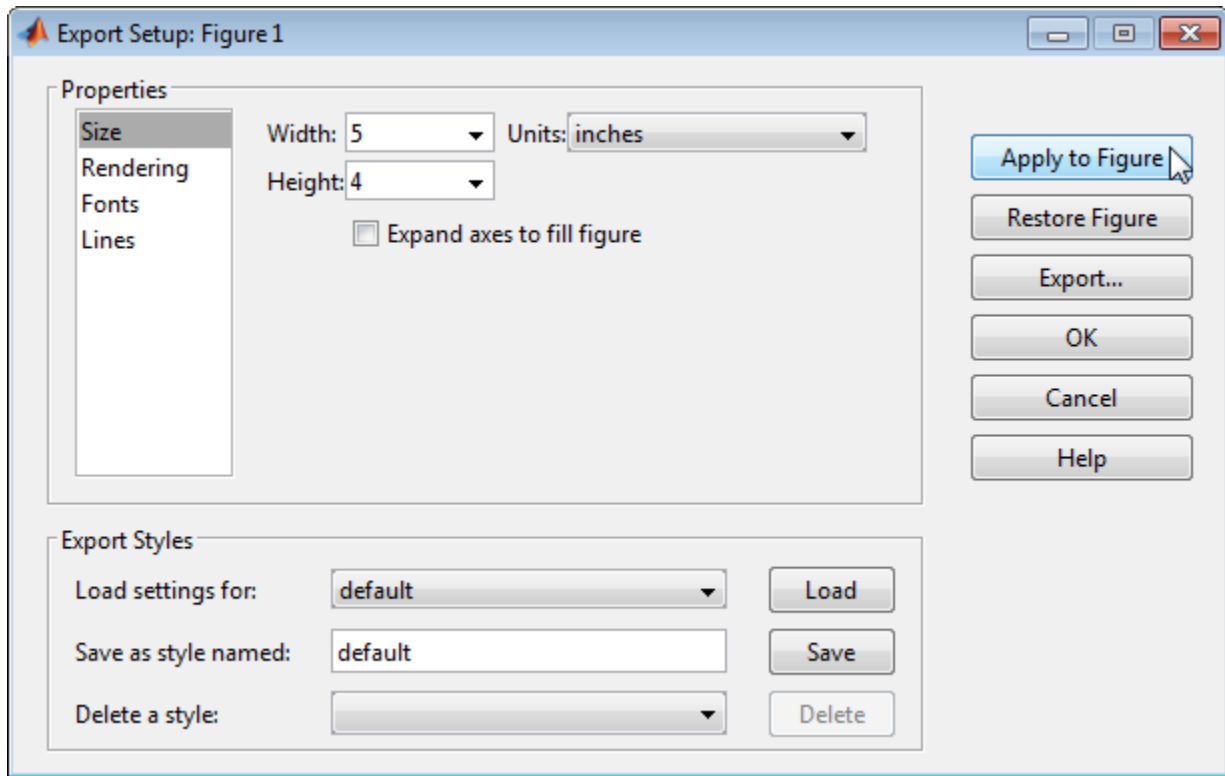 Export Setup: Figure 1
Properties
Size
Rendering
Fonts
Lines
Width: 5 Units: inches
Height: 4
Expand axes to fill figure
Apply to Figure
Restore Figure
Export...
OK
Cancel
Help
Export Styles
Load settings for: default Load
Save as style named: default Save
Delete a style: Delete